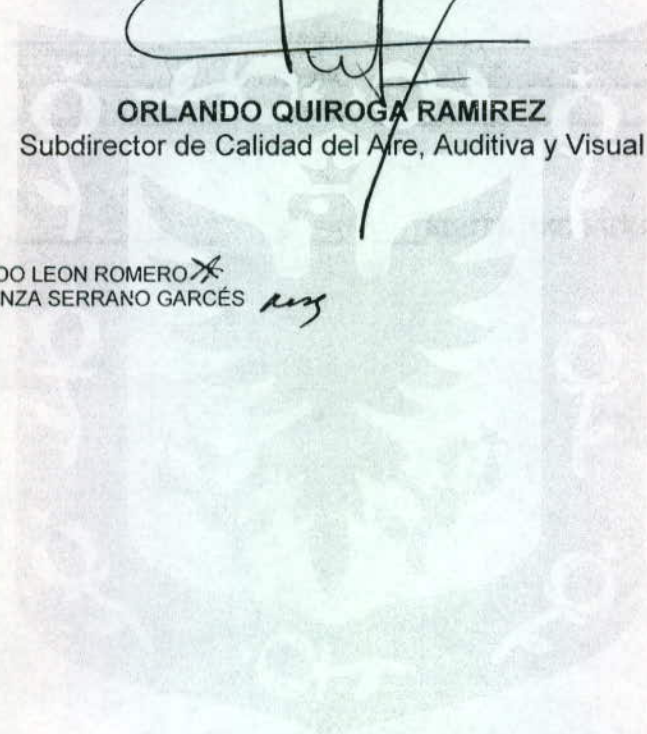 ORLANDO QUIROGA RAMIREZ
Subdirector de Calidad del Aire, Auditiva y Visual
DO LEON ROMERO
NZA SERRANO GARCÉS